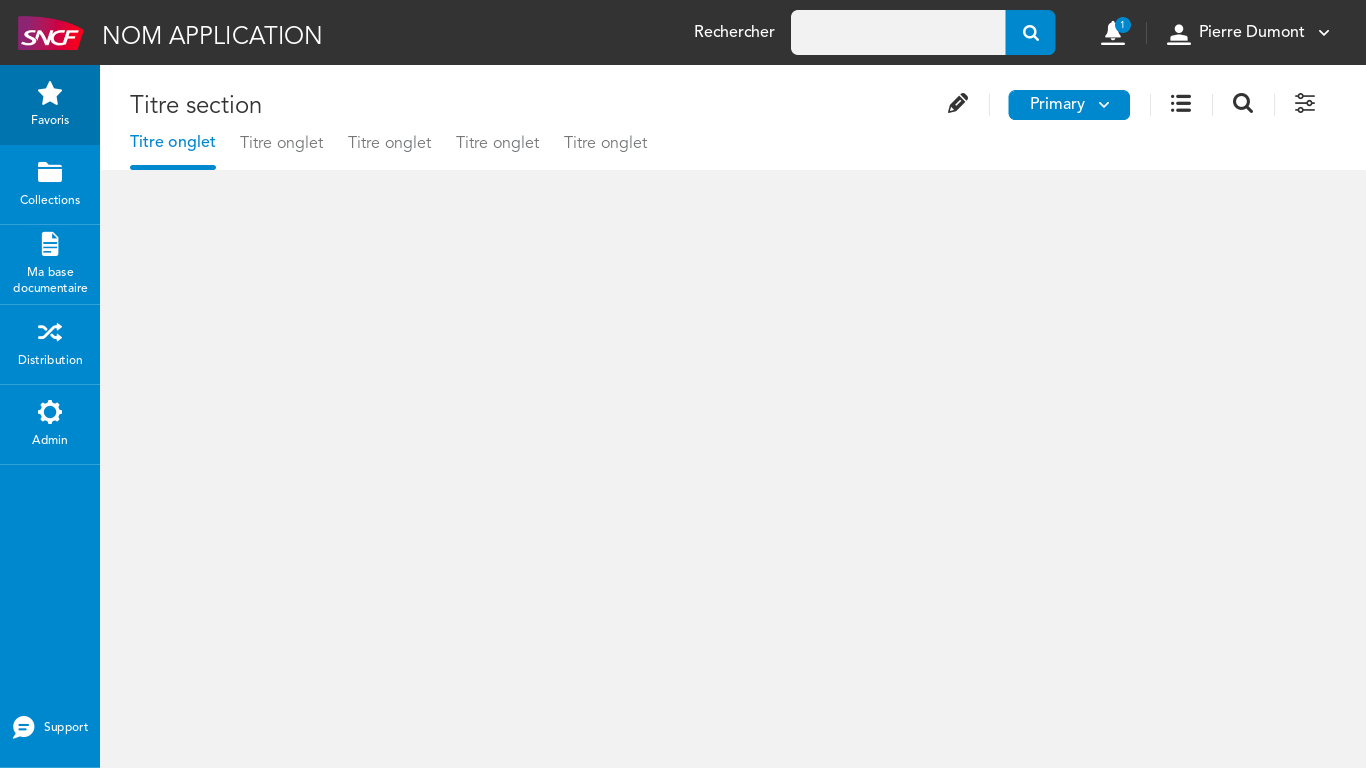 SNCF
NOM APPLICATION
Rechercher
1
Pierre Dumont
Favoris
Collections
Ma base
documentaire
Distribution
Admin
Support
Titre section
Primary
Titre onglet
Titre onglet
Titre onglet
Titre onglet
Titre onglet